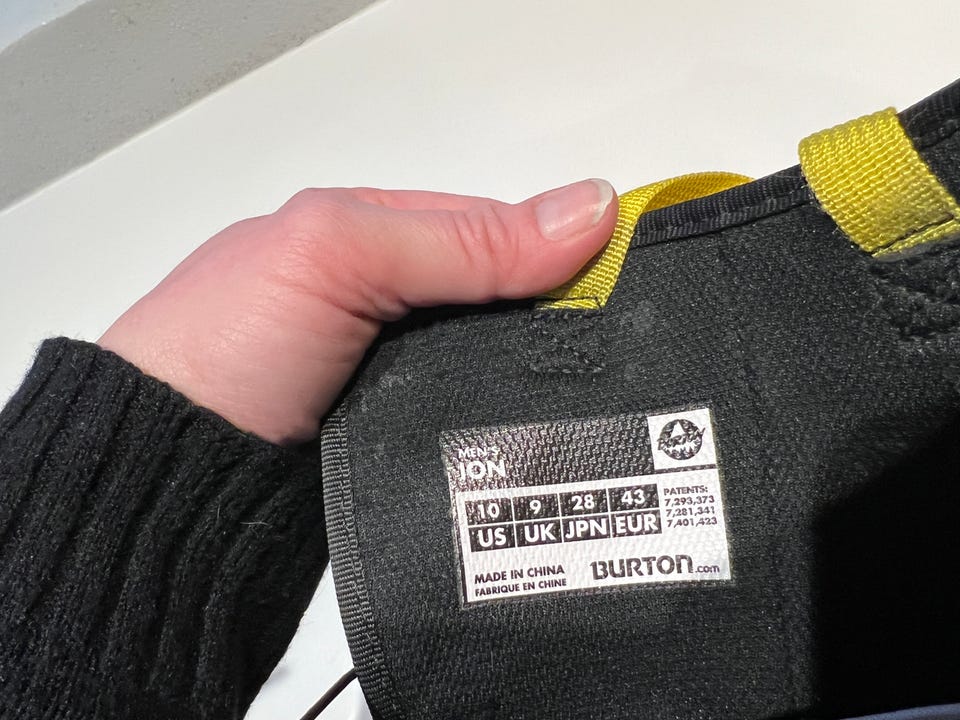 MEN'S
ION
10 9 28 43
US UK JPN EUR
PATENTS:
7,293,373
7,281,341
7,401,423
MADE IN CHINA
FABRIQUE EN CHINE
BURTON.com